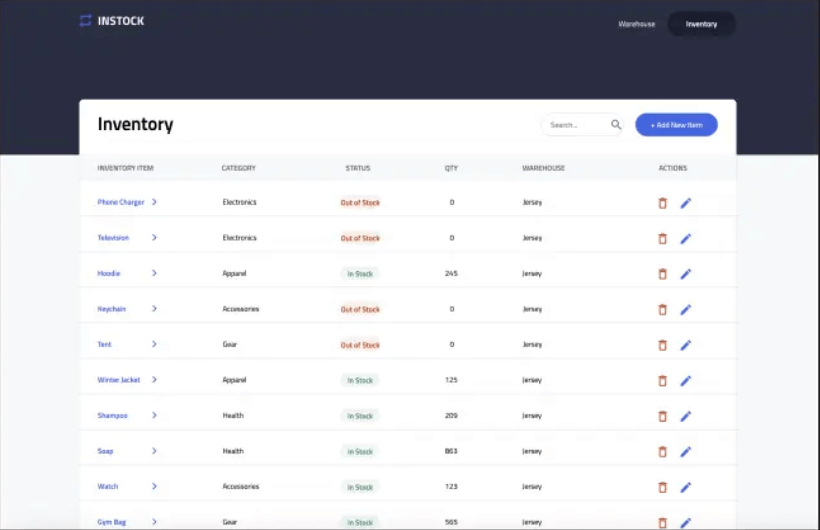 INSTOCK
Warehouse Inventory
Inventory
Search... + Add New Item
INVENTORY ITEM CATEGORY STATUS QTY WAREHOUSE ACTIONS
Phone Charger Electronics Out of Stock 0 Jersey
Television Electronics Out of Stock 0 Jersey
Hoodie Apparel In Stock 245 Jersey
Keychain Accessories Out of Stock 0 Jersey
Tent Gear Out of Stock 0 Jersey
Winter Jacket Apparel In Stock 125 Jersey
Shampoo Health In Stock 209 Jersey
Soap Health In Stock 863 Jersey
Watch Accessories In Stock 123 Jersey
Gym Bag Gear In Stock 565 Jersey